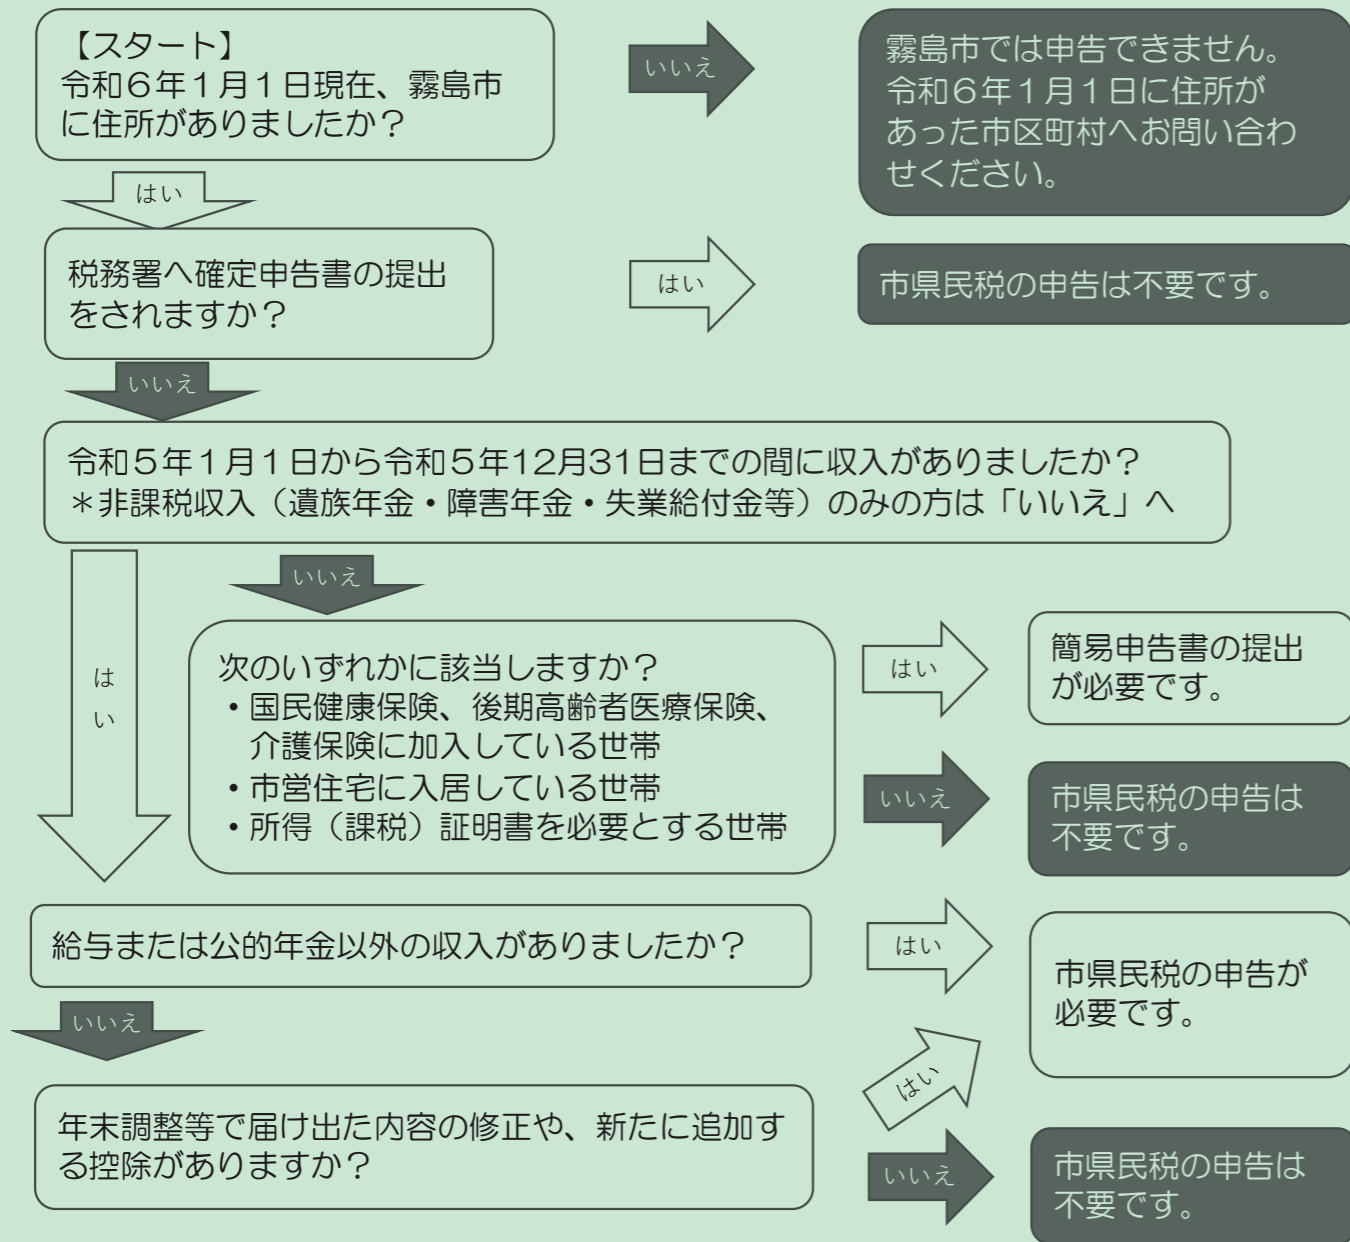 【スタート】
令和６年１月１日現在、霧島市
に住所がありましたか？
いいえ
霧島市では申告できません。
令和６年１月１日に住所が
あった市区町村へお問い合わ
せください。
はい
税務署へ確定申告書の提出
をされますか？
はい
市県民税の申告は不要です。
いいえ
令和５年１月１日から令和５年12月31日までの間に収入がありましたか？
＊非課税収入（遺族年金・障害年金・失業給付金等）のみの方は「いいえ」へ
はい
いいえ
次のいずれかに該当しますか？
・国民健康保険、後期高齢者医療保険、
介護保険に加入している世帯
・市営住宅に入居している世帯
・所得（課税）証明書を必要とする世帯
はい
簡易申告書の提出
が必要です。
いいえ
市県民税の申告は
不要です。
給与または公的年金以外の収入がありましたか？
はい
市県民税の申告が
必要です。
いいえ
年末調整等で届け出た内容の修正や、新たに追加す
る控除がありますか？
はい
いいえ
市県民税の申告は
不要です。